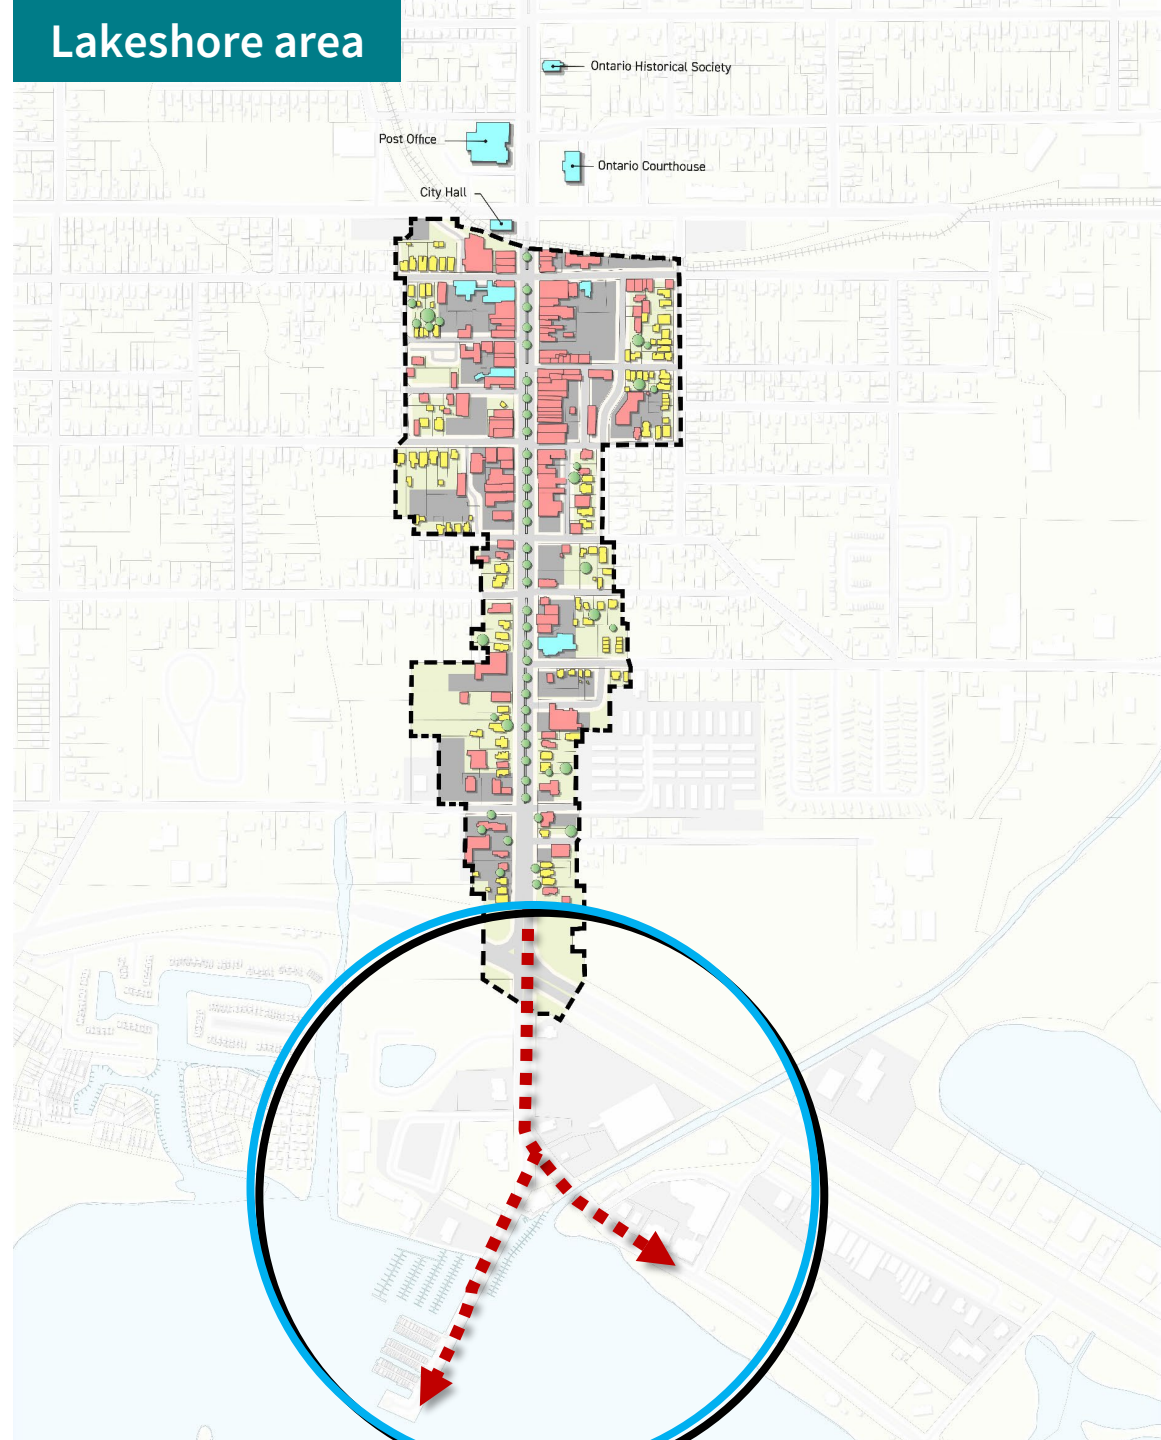 Lakeshore area
Ontario Historical Society
Post Office
Ontario Courthouse
City Hall